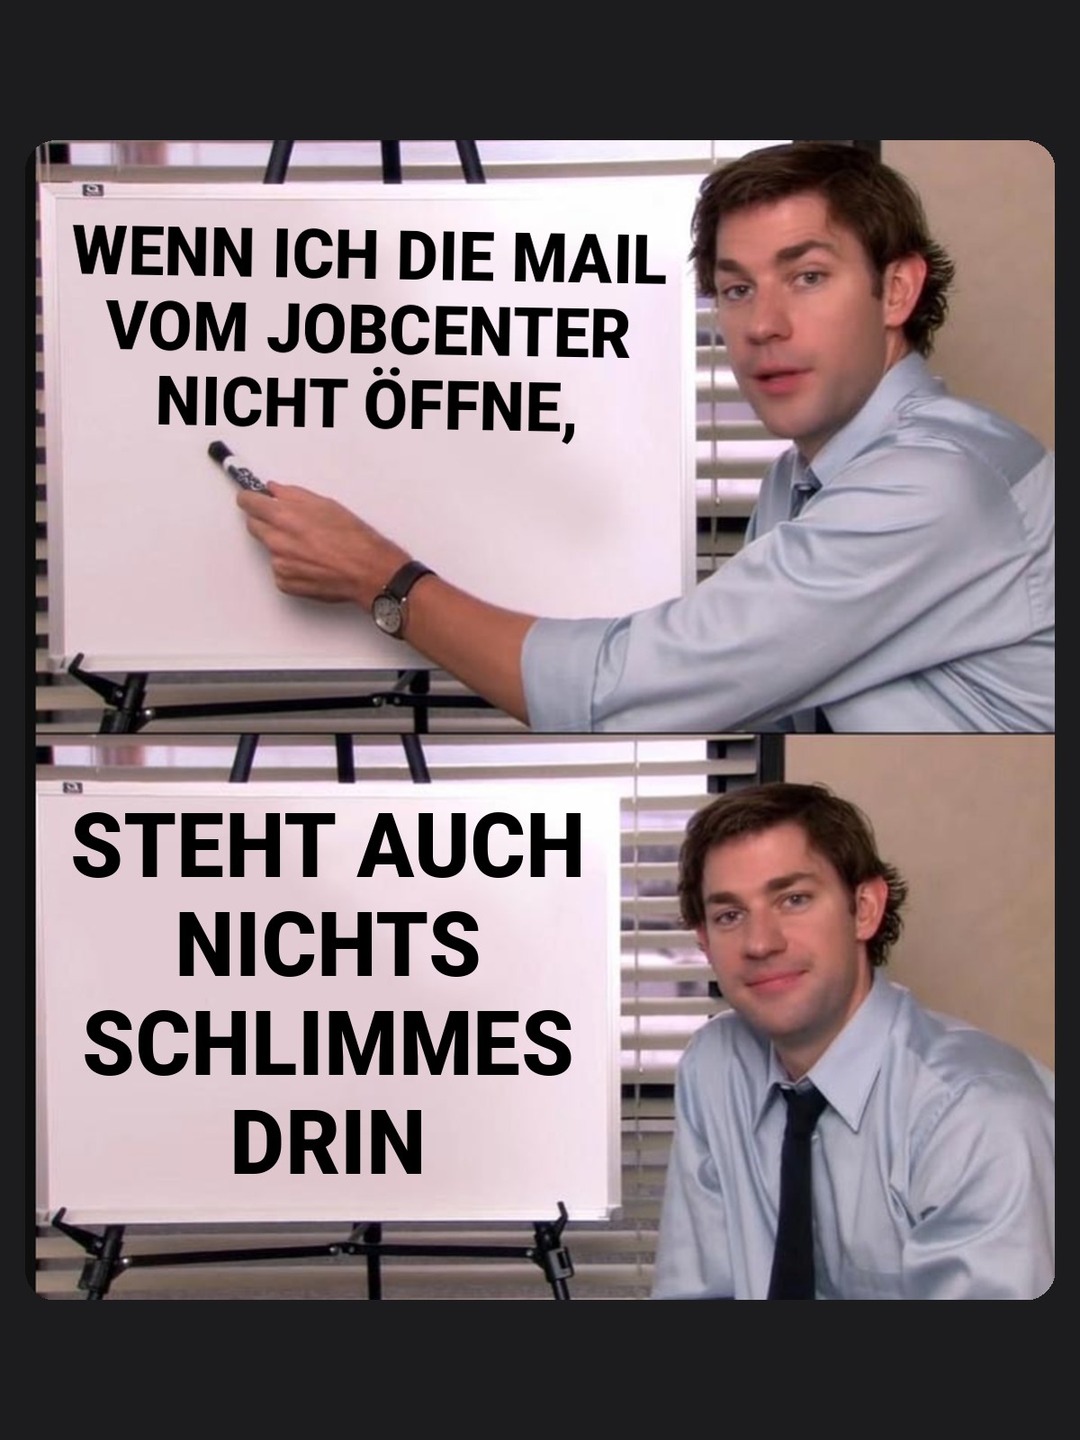 WENN ICH DIE MAIL
VOM JOBCENTER
NICHT ÖFFNE,
STEHT AUCH
NICHTS
SCHLIMMES
DRIN